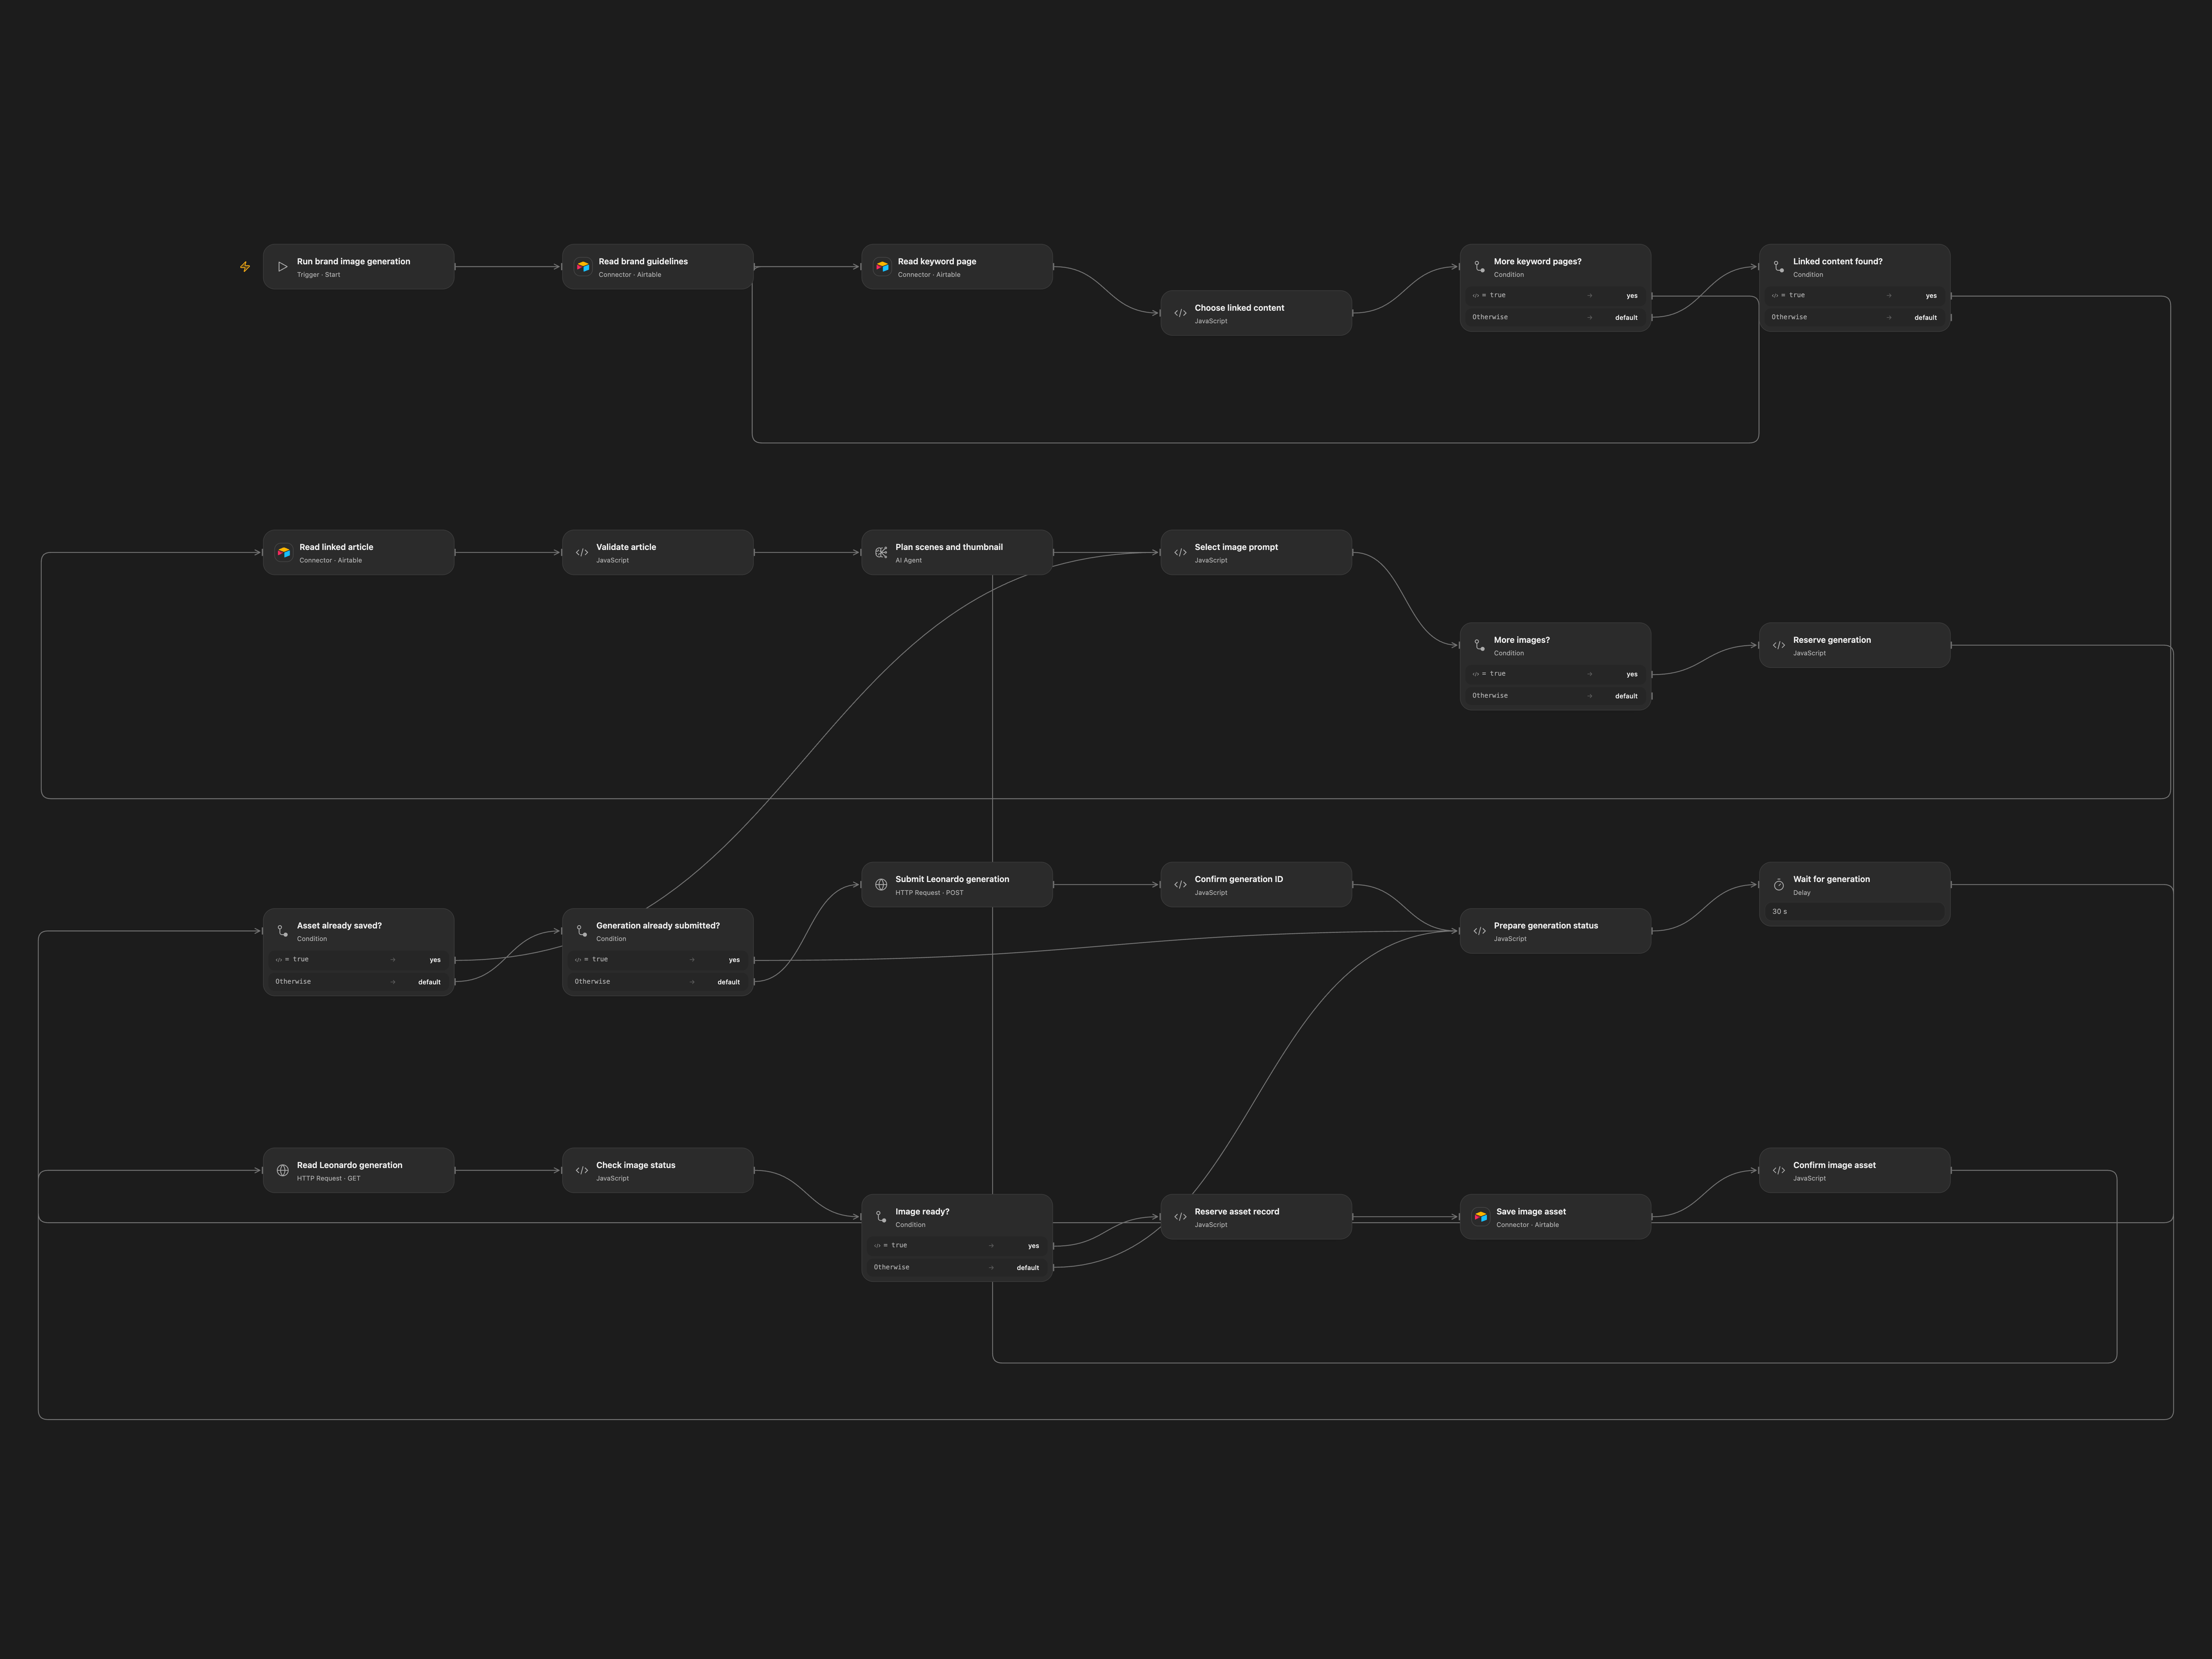 Run brand image generation
Trigger · Start
Read brand guidelines
Connector · Airtable
Read keyword page
Connector · Airtable
Choose linked content
JavaScript
More keyword pages?
Condition
</> = true → yes
Otherwise → default
Linked content found?
Condition
</> = true → yes
Otherwise → default
Read linked article
Connector · Airtable
Validate article
JavaScript
Plan scenes and thumbnail
AI Agent
Select image prompt
JavaScript
More images?
Condition
</> = true → yes
Otherwise → default
Reserve generation
JavaScript
Asset already saved?
Condition
</> = true → yes
Otherwise → default
Generation already submitted?
Condition
</> = true → yes
Otherwise → default
Submit Leonardo generation
HTTP Request · POST
Confirm generation ID
JavaScript
Prepare generation status
JavaScript
Wait for generation
Delay
30 s
Read Leonardo generation
HTTP Request · GET
Check image status
JavaScript
Image ready?
Condition
</> = true → yes
Otherwise → default
Reserve asset record
JavaScript
Save image asset
Connector · Airtable
Confirm image asset
JavaScript